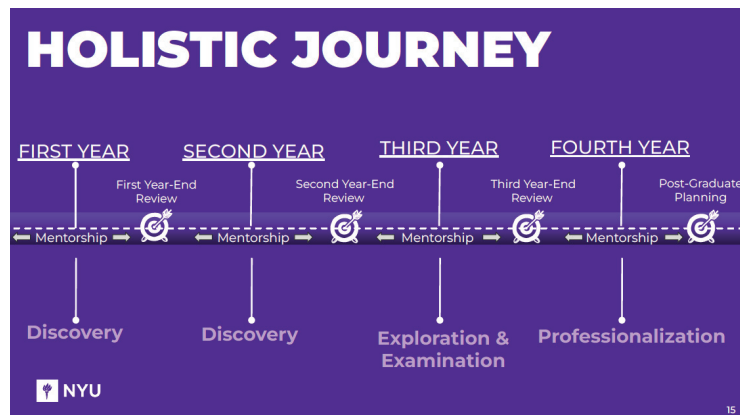 HOLISTIC JOURNEY
FIRST YEAR
SECOND YEAR
THIRD YEAR
FOURTH YEAR
First Year-End
Review
Second Year-End
Review
Third Year-End
Review
Post-Graduate
Planning
Mentorship
Mentorship
Mentorship
Mentorship
Discovery
Discovery
Exploration &
Examination
Professionalization
NYU
15